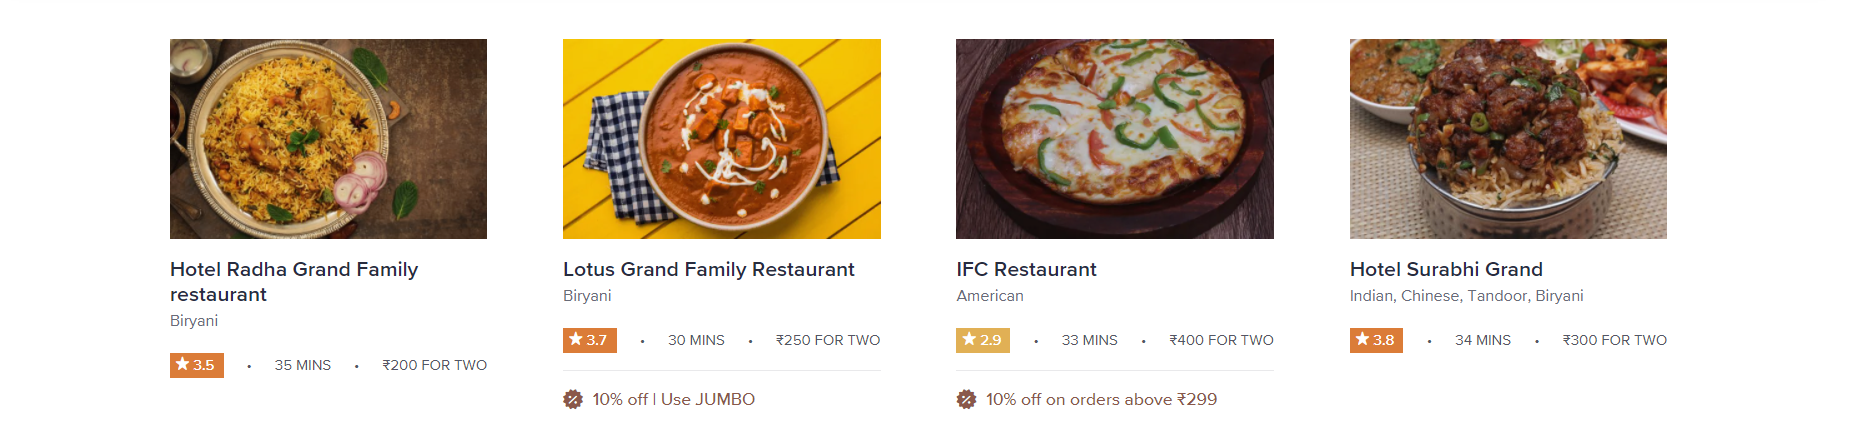 Hotel Radha Grand Family
restaurant
Biryani
★ 3.5 • 35 MINS • ₹200 FOR TWO
Lotus Grand Family Restaurant
Biryani
★ 3.7 • 30 MINS • ₹250 FOR TWO
10% off | Use JUMBO
IFC Restaurant
American
★ 2.9 • 33 MINS • ₹400 FOR TWO
10% off on orders above ₹299
Hotel Surabhi Grand
Indian, Chinese, Tandoor, Biryani
★ 3.8 • 34 MINS • ₹300 FOR TWO